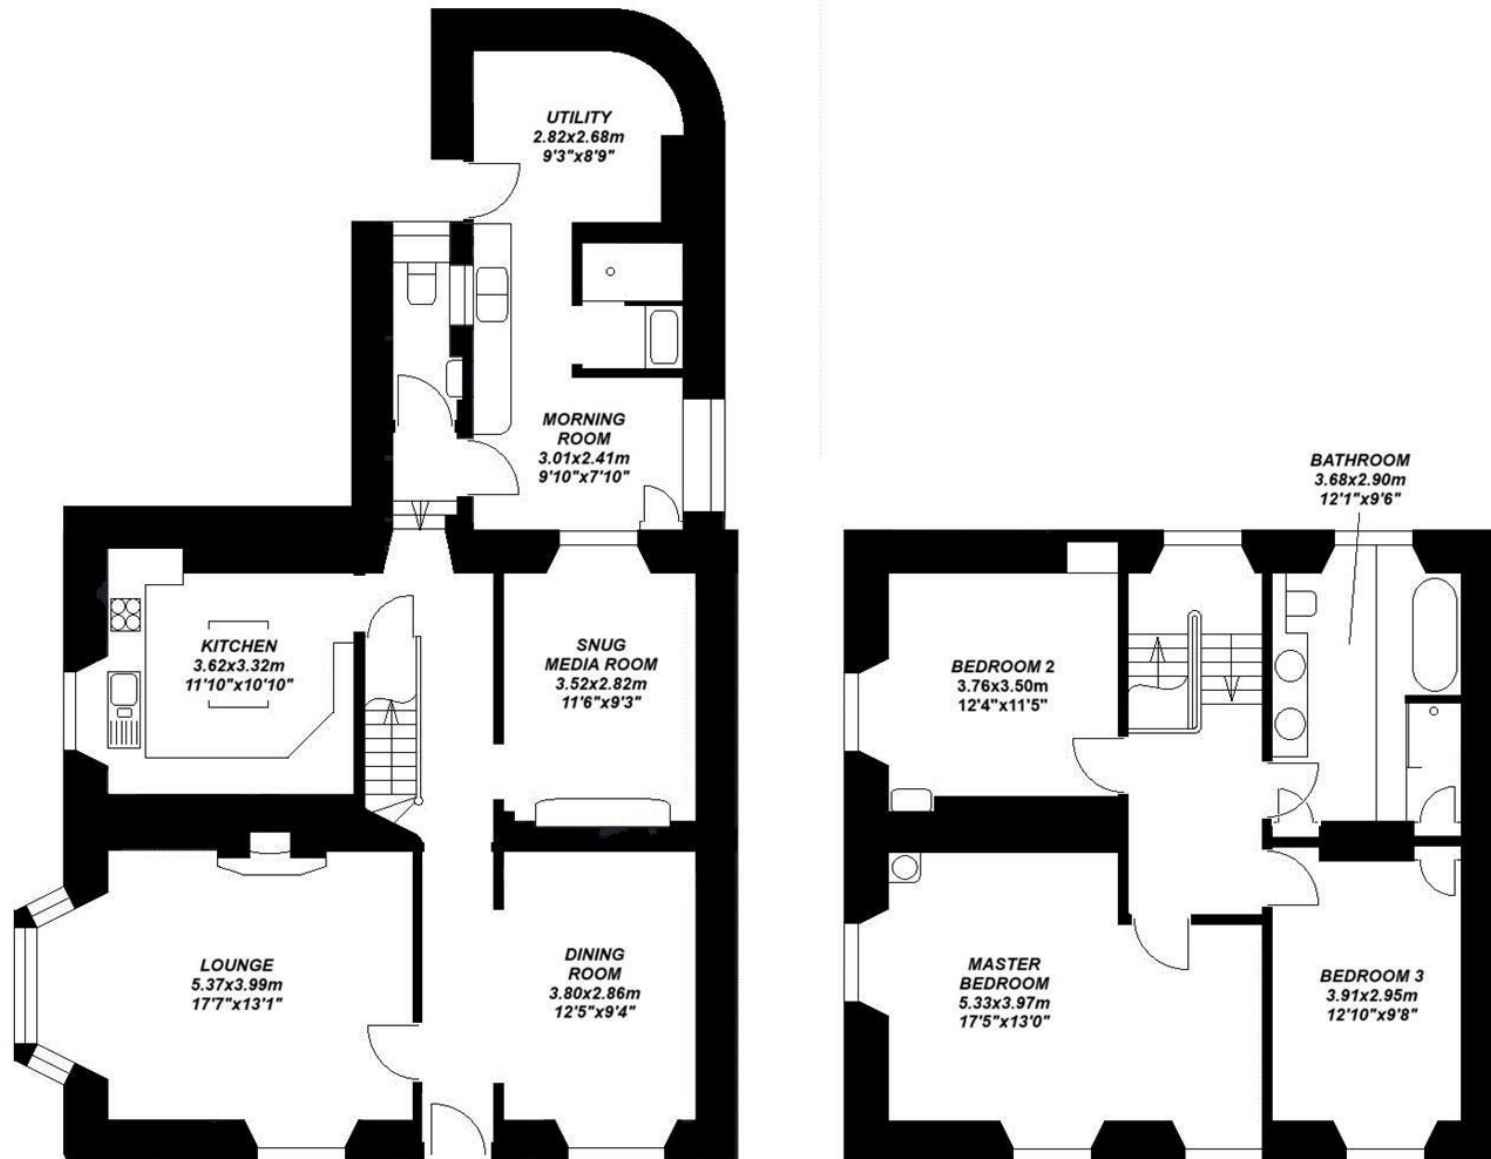 UTILITY
2.82x2.68m
9'3"x8'9"
MORNING
ROOM
3.01x2.41m
9'10"x7'10"
KITCHEN
3.62x3.32m
11'10"x10'10"
SNUG
MEDIA ROOM
3.52x2.82m
11'6"x9'3"
LOUNGE
5.37x3.99m
17'7"x13'1"
DINING
ROOM
3.80x2.86m
12'5"x9'4"
BATHROOM
3.68x2.90m
12'1"x9'6"
BEDROOM 2
3.76x3.50m
12'4"x11'5"
MASTER
BEDROOM
5.33x3.97m
17'5"x13'0"
BEDROOM 3
3.91x2.95m
12'10"x9'8"